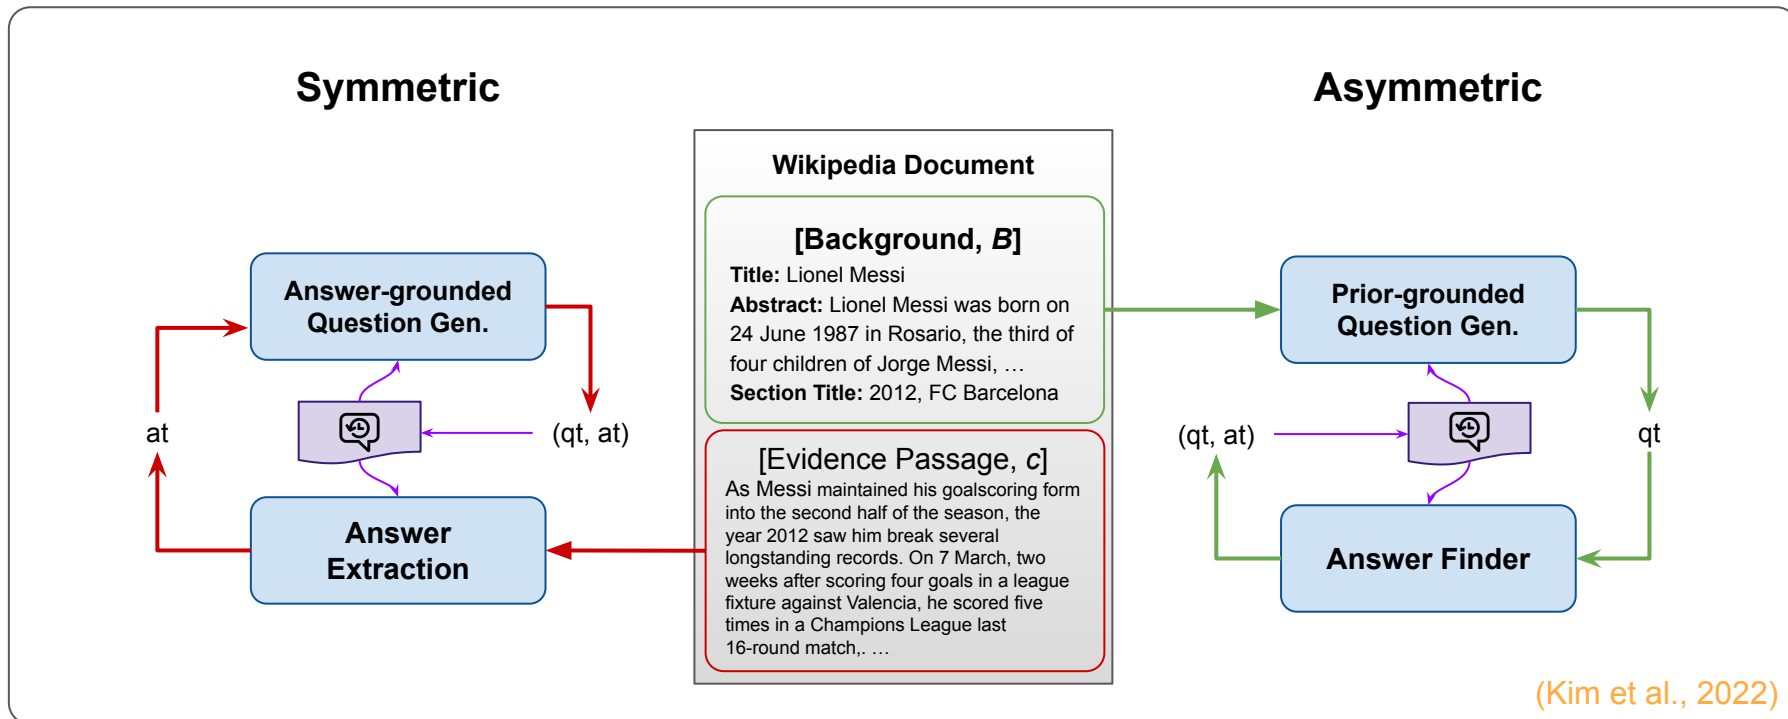 Symmetric
Asymmetric
Wikipedia Document
[Background, B]
Title: Lionel Messi
Abstract: Lionel Messi was born on
24 June 1987 in Rosario, the third of
four children of Jorge Messi, …
Section Title: 2012, FC Barcelona
[Evidence Passage, c]
As Messi maintained his goalscoring form
into the second half of the season, the
year 2012 saw him break several
longstanding records. On 7 March, two
weeks after scoring four goals in a league
fixture against Valencia, he scored five
times in a Champions League last
16-round match,. …
Answer-grounded
Question Gen.
at
(qt, at)
Answer
Extraction
Prior-grounded
Question Gen.
(qt, at)
qt
Answer Finder
(Kim et al., 2022)